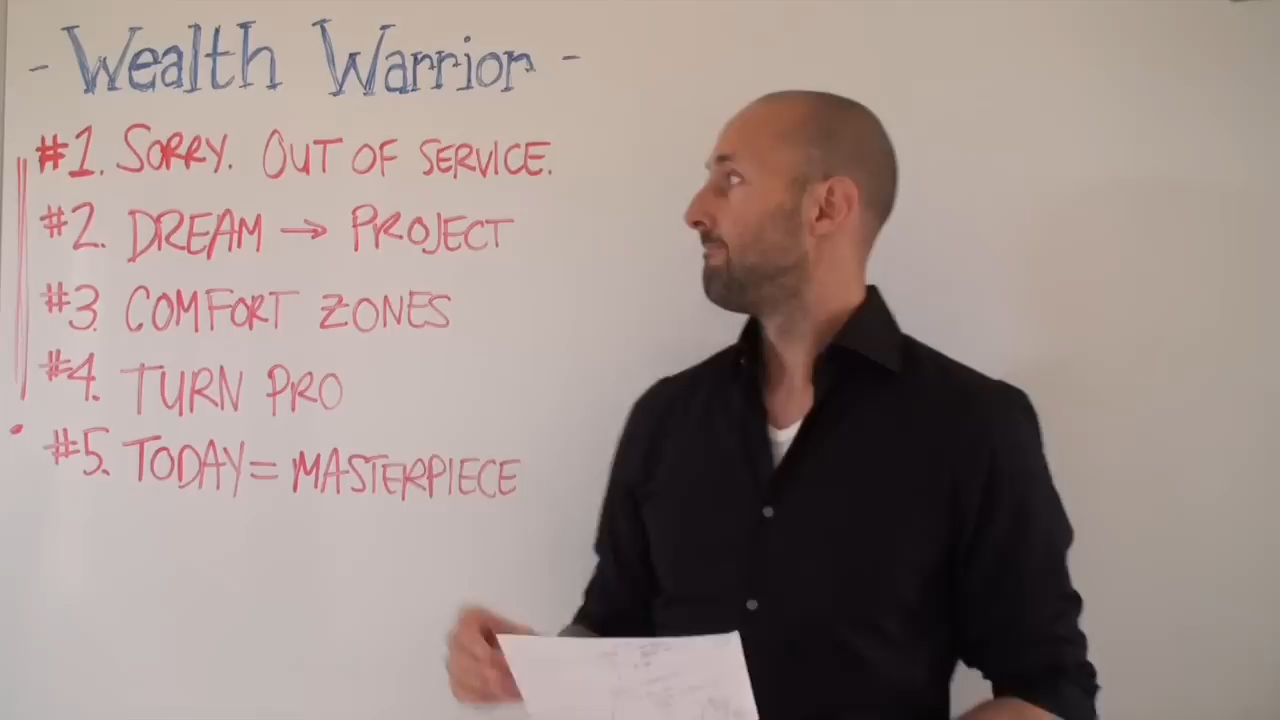 - Wealth Warrior -
#1. SORRY. OUT OF SERVICE.
#2. DREAM → PROJECT
#3. COMFORT ZONES
#4. TURN PRO
#5. TODAY = MASTERPIECE